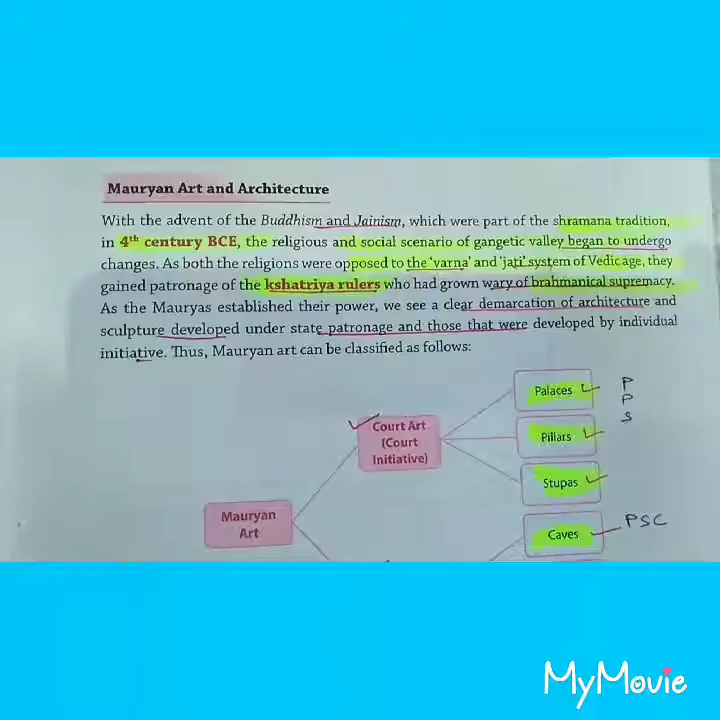 Mauryan Art and Architecture
With the advent of the Buddhism and Jainism, which were part of the shramana tradition,
in 4th century BCE, the religious and social scenario of gangetic valley began to undergo
changes. As both the religions were opposed to the 'varna' and 'jati' system of Vedic age, they
gained patronage of the kshatriya rulers who had grown wary of brahmanical supremacy.
As the Mauryas established their power, we see a clear demarcation of architecture and
sculpture developed under state patronage and those that were developed by individual
initiative. Thus, Mauryan art can be classified as follows:
Palaces
P
P
S
Court Art
(Court
Initiative)
Pillars
Stupas
Mauryan
Art
Caves
PSC
MyMovie